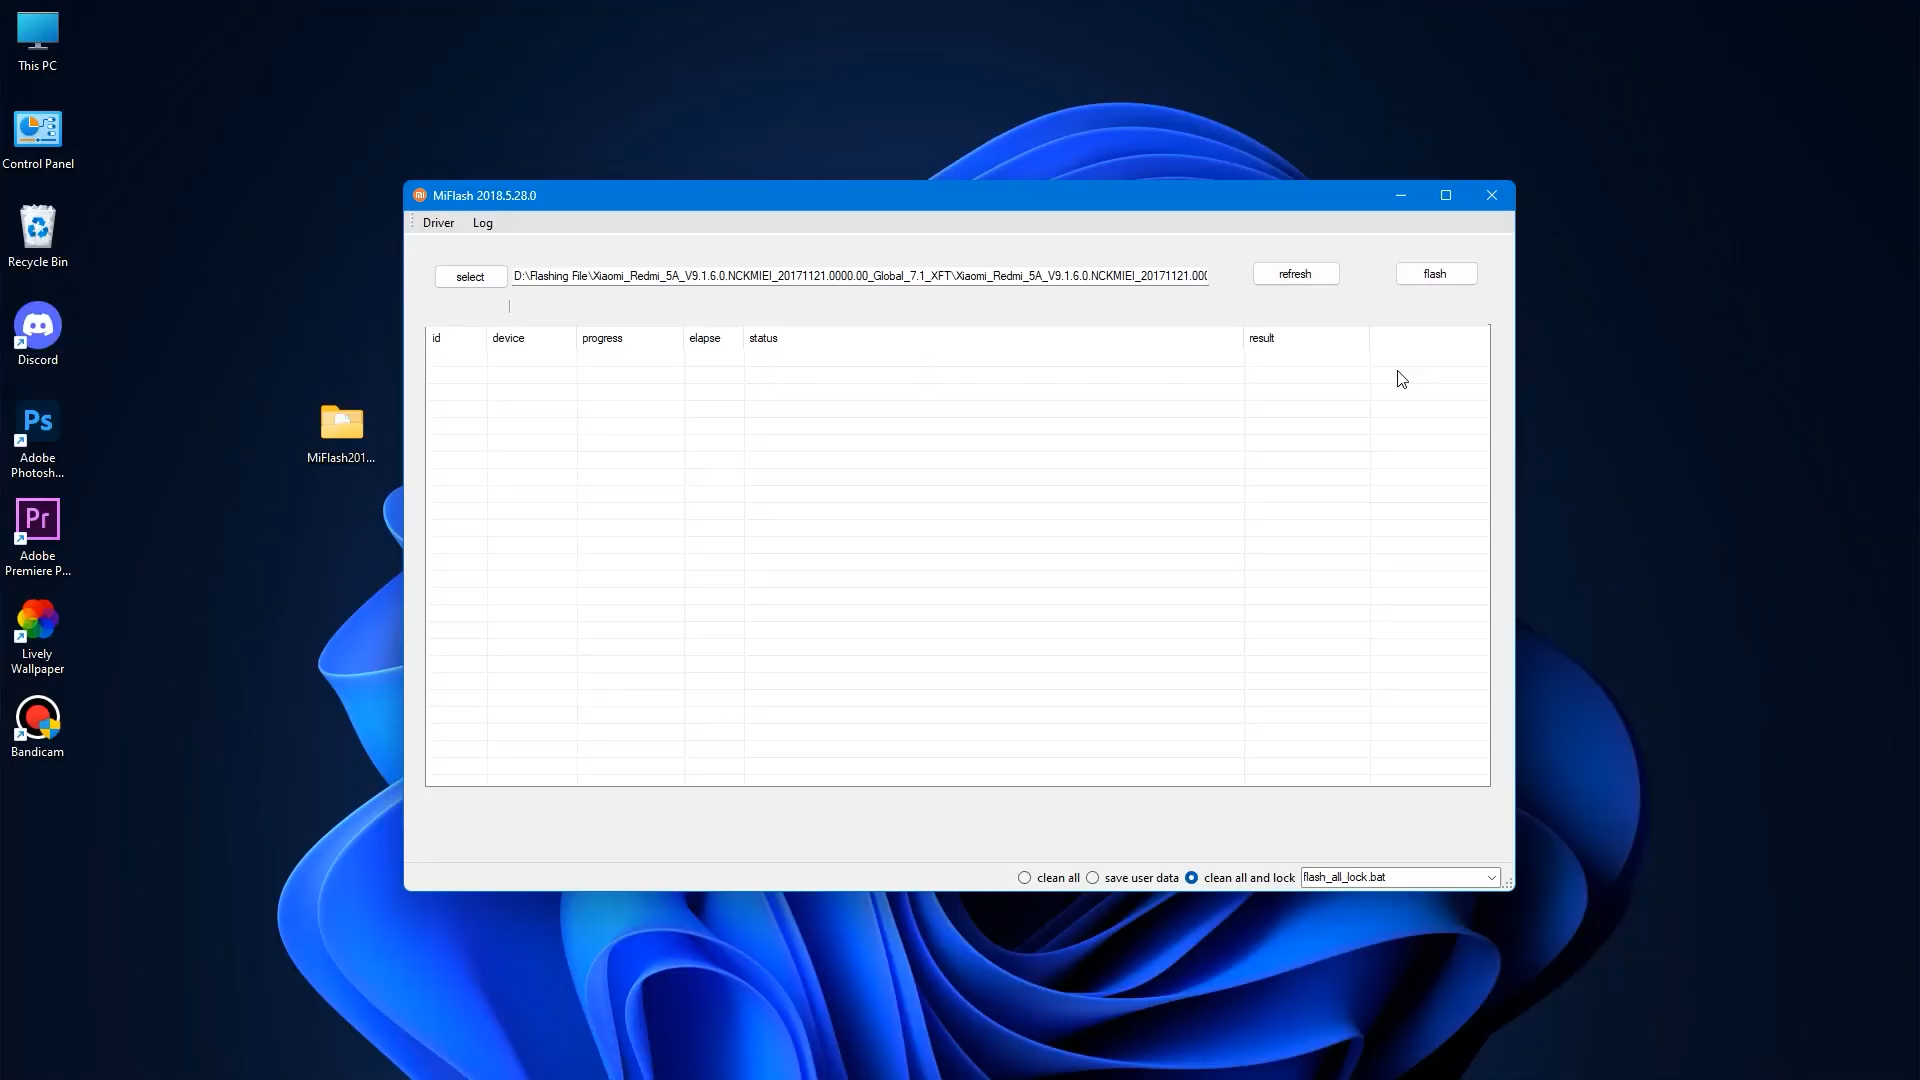 This PC
Control Panel
Recycle Bin
Discord
Ps
Adobe
Photosh...
Pr
Adobe
Premiere P...
Lively
Wallpaper
Bandicam
MiFlash201...
MiFlash 2018.5.28.0
Driver Log
select D:\Flashing File\Xiaomi_Redmi_5A_V9.1.6.0.NCKMIEI_20171121.0000.00_Global_7.1_XFT\Xiaomi_Redmi_5A_V9.1.6.0.NCKMIEI_20171121.00( refresh flash
id device progress elapse status result
clean all save user data clean all and lock flash_all_lock.bat